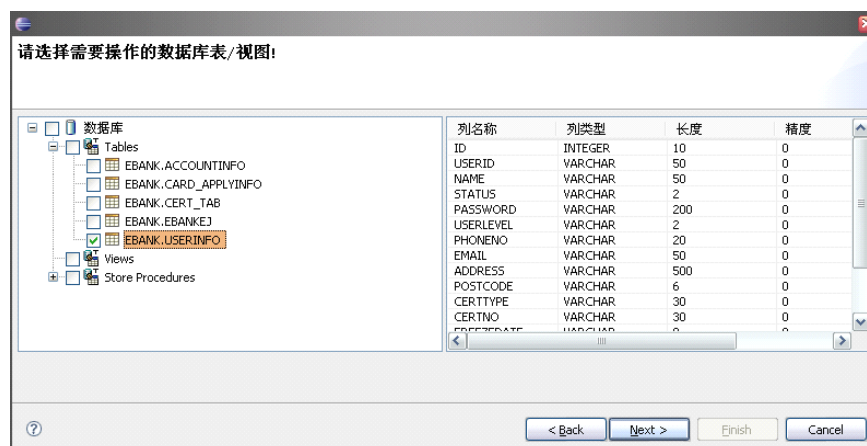 请选择需要操作的数据库表/视图!
数据库
Tables
EBANK.ACCOUNTINFO
EBANK.CARD_APPLYINFO
EBANK.CERT_TAB
EBANK.EBANKEJ
EBANK.USERINFO
Views
Store Procedures
列名称 列类型 长度 精度
ID INTEGER 10 0
USERID VARCHAR 50 0
NAME VARCHAR 50 0
STATUS VARCHAR 2 0
PASSWORD VARCHAR 200 0
USERLEVEL VARCHAR 2 0
PHONENO VARCHAR 20 0
EMAIL VARCHAR 50 0
ADDRESS VARCHAR 500 0
POSTCODE VARCHAR 6 0
CERTTYPE VARCHAR 30 0
CERTNO VARCHAR 30 0
< Back Next > Finish Cancel